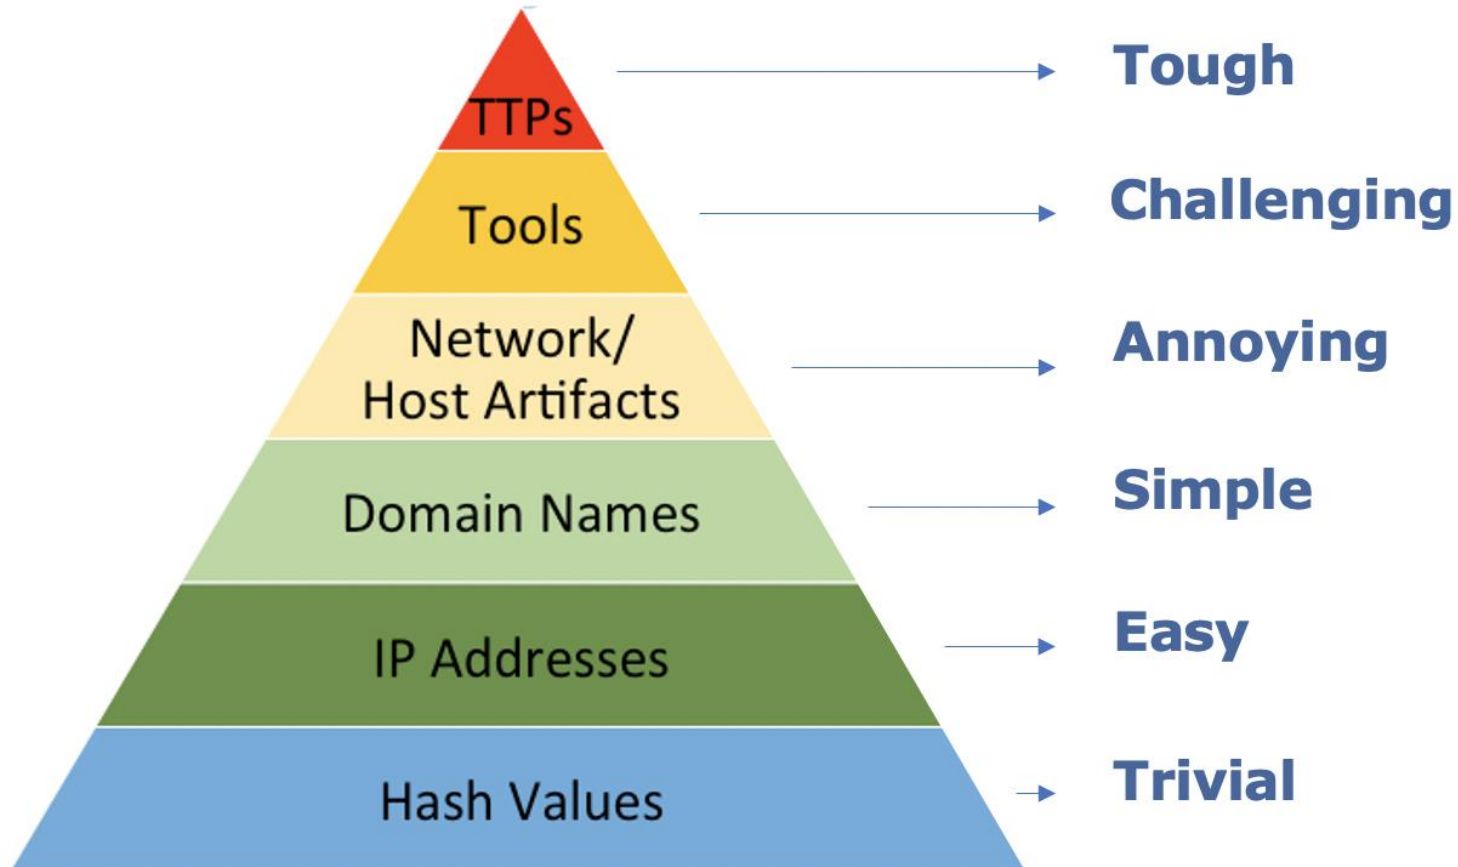 TTPs
Tough
Tools
Challenging
Network/
Host Artifacts
Annoying
Domain Names
Simple
IP Addresses
Easy
Hash Values
Trivial